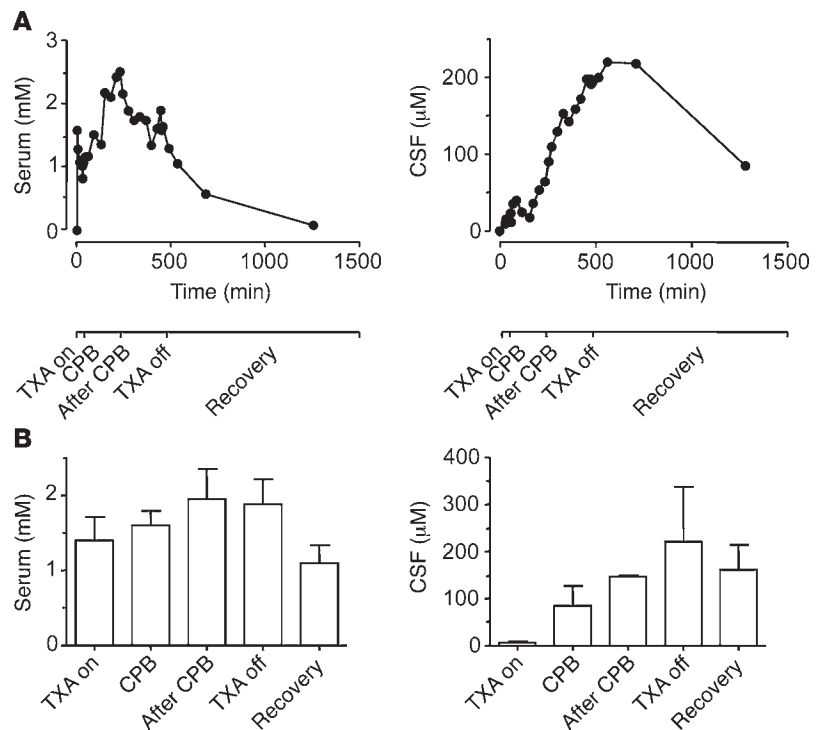 A
Serum (mM)
3
2
1
0
0 500 1000 1500
Time (min)
TXA on
CPB
After CPB
TXA off
Recovery
CSF (μM)
200
100
0
0 500 1000 1500
Time (min)
TXA on
CPB
After CPB
TXA off
Recovery
B
Serum (mM)
2
1
0
TXA on
CPB
After CPB
TXA off
Recovery
CSF (μM)
400
300
200
100
0
TXA on
CPB
After CPB
TXA off
Recovery